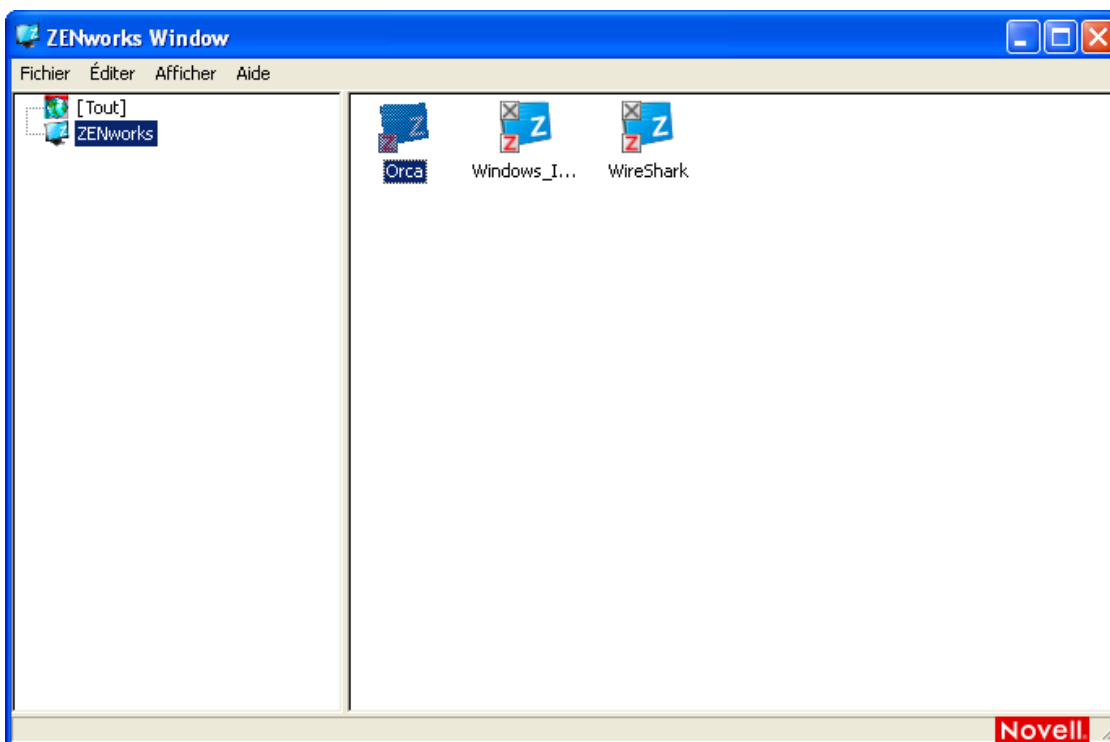 ZENworks Window
Fichier Éditer Afficher Aide
[Tout]
ZENworks
Z Z Z
Z Z Z
Orca Windows_I... WireShark
Novell.